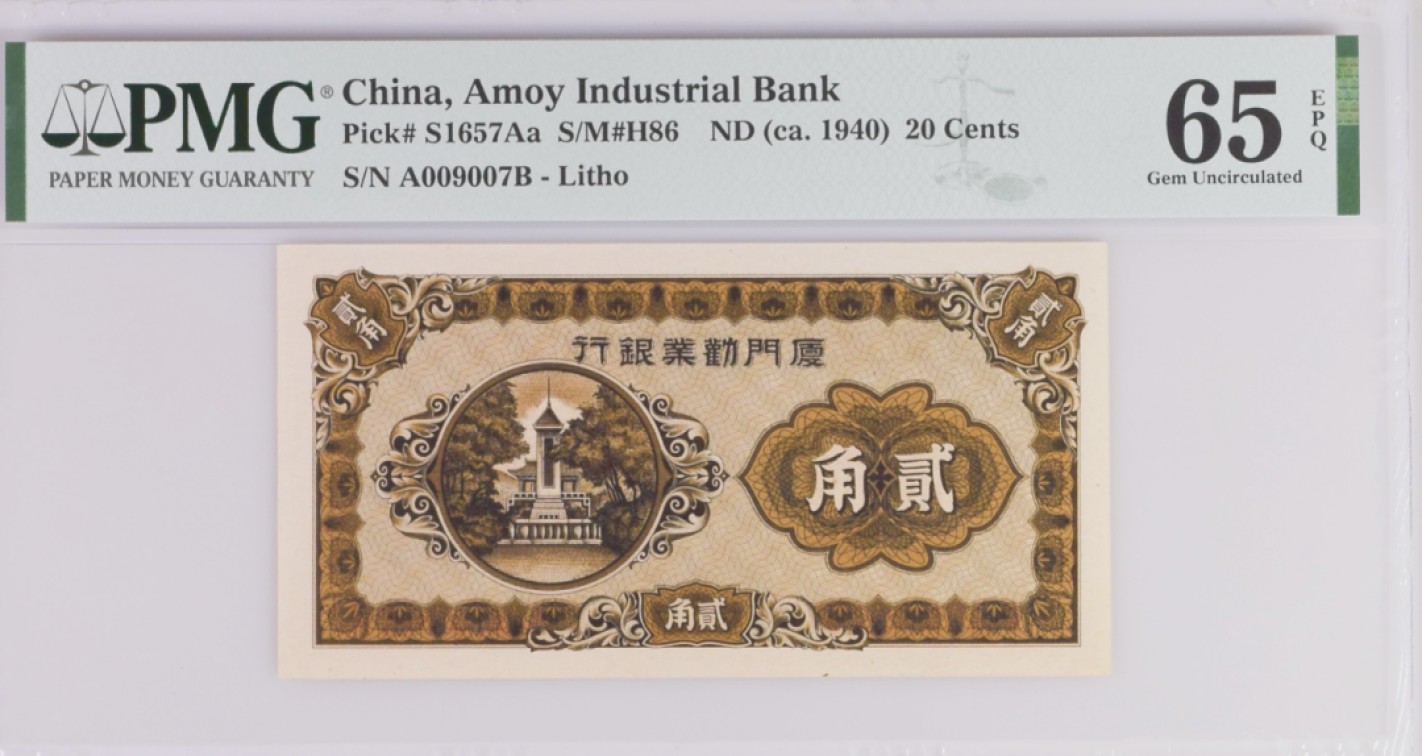 PMG®
PAPER MONEY GUARANTY
China, Amoy Industrial Bank
Pick# S1657Aa S/M#H86 ND (ca. 1940) 20 Cents
S/N A009007B - Litho
65
EPQ
Gem Uncirculated
貳角
貳角
廈門勸業銀行
貳角
貳角